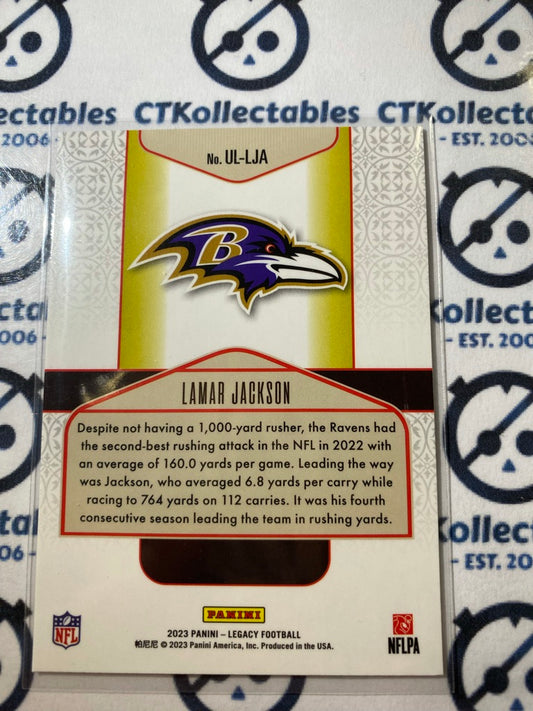 CTKollectables
2006 -
- EST. 2006
No. UL-LJA
B
LAMAR JACKSON
Despite not having a 1,000-yard rusher, the Ravens had
the second-best rushing attack in the NFL in 2022 with
an average of 160.0 yards per game. Leading the way
was Jackson, who averaged 6.8 yards per carry while
racing to 764 yards on 112 carries. It was his fourth
consecutive season leading the team in rushing yards.
PANINI
NFL
2023 PANINI – LEGACY FOOTBALL
帕尼尼 © 2023 Panini America, Inc. Produced in the USA.
NFLPA
- EST.
- EST. 200
2006 -